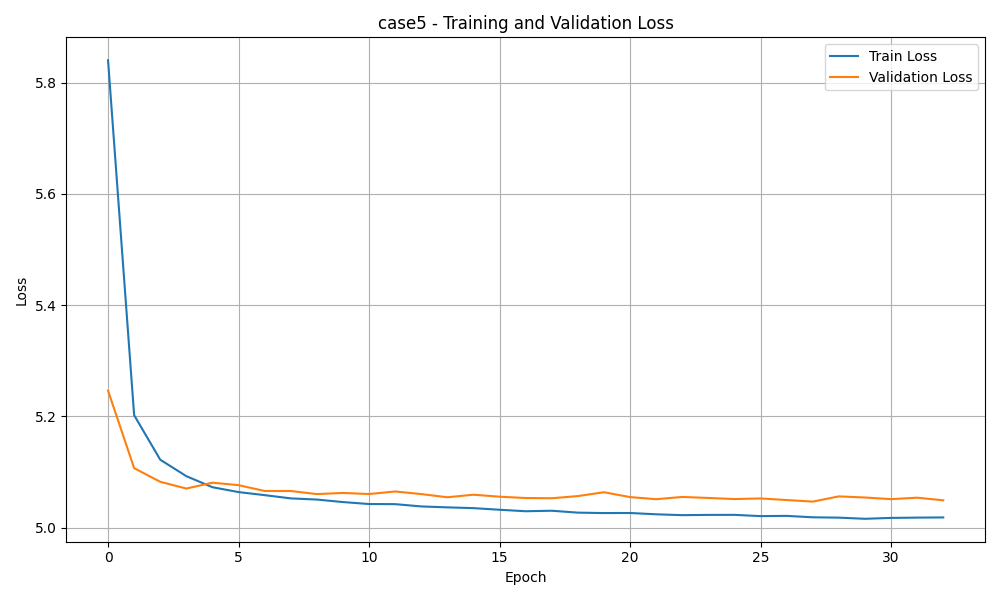 case5 - Training and Validation Loss
Train Loss
Validation Loss
5.8
5.6
5.4
5.2
5.0
Loss
0 5 10 15 20 25 30
Epoch